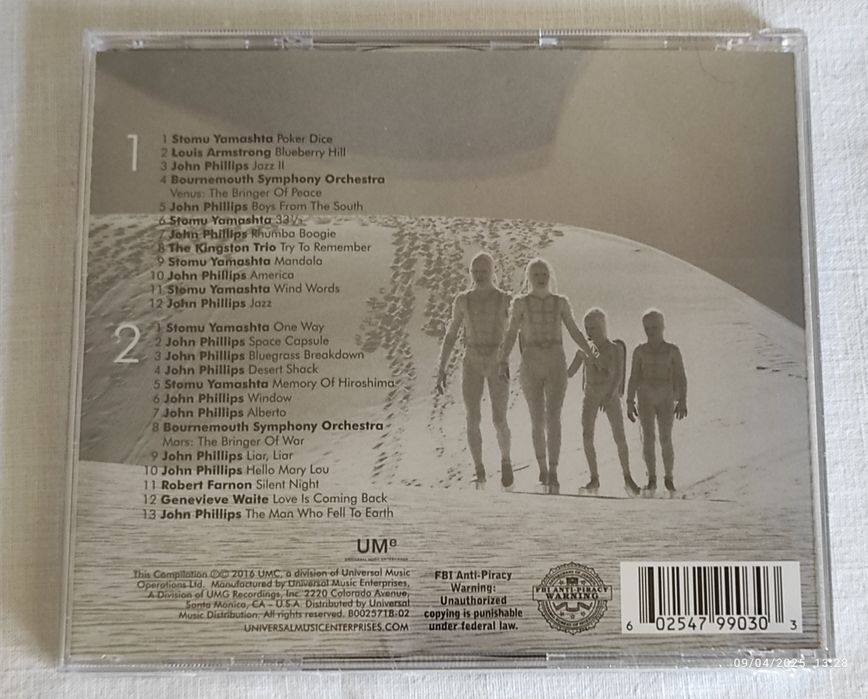 1
1 Stomu Yamashta Poker Dice
2 Louis Armstrong Blueberry Hill
3 John Phillips Jazz II
4 Bournemouth Symphony Orchestra
Venus: The Bringer Of Peace
5 John Phillips Boys From The South
6 Stomu Yamashta 33⅓
7 John Phillips Rhumba Boogie
8 The Kingston Trio Try To Remember
9 Stomu Yamashta Mandala
10 John Phillips America
11 Stomu Yamashta Wind Words
12 John Phillips Jazz
2
1 Stomu Yamashta One Way
2 John Phillips Space Capsule
3 John Phillips Bluegrass Breakdown
4 John Phillips Desert Shack
5 Stomu Yamashta Memory Of Hiroshima
6 John Phillips Window
7 John Phillips Alberto
8 Bournemouth Symphony Orchestra
Mars: The Bringer Of War
9 John Phillips Liar, Liar
10 John Phillips Hello Mary Lou
11 Robert Farnon Silent Night
12 Genevieve Waite Love Is Coming Back
13 John Phillips The Man Who Fell To Earth
UMe
This Compilation ℗© 2016 UMC, a division of Universal Music
Operations Ltd. Manufactured by Universal Music Enterprises,
A Division of UMG Recordings, Inc. 2220 Colorado Avenue,
Santa Monica, CA – U.S.A. Distributed by Universal
Music Distribution. All rights reserved. B0025718-02
UNIVERSALMUSICENTERPRISES.COM
FBI Anti-Piracy
Warning:
Unauthorized
copying is punishable
under federal law.
FBI ANTI-PIRACY
WARNING
6 02547 99030 3
09/04/2025 13:28